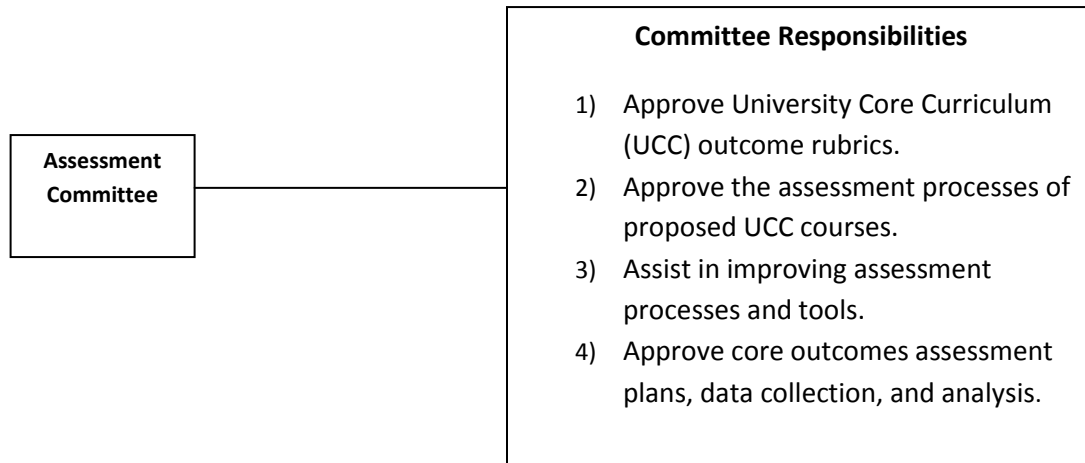 Committee Responsibilities
1) Approve University Core Curriculum
(UCC) outcome rubrics.
2) Approve the assessment processes of
proposed UCC courses.
3) Assist in improving assessment
processes and tools.
4) Approve core outcomes assessment
plans, data collection, and analysis.
Assessment
Committee